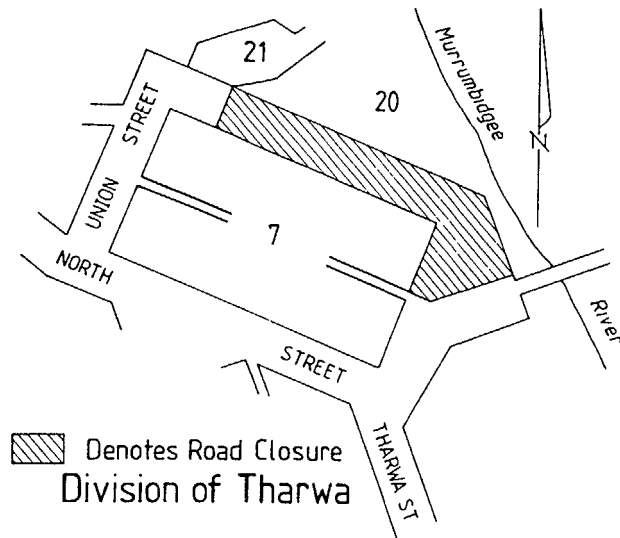 21
20
Murrumbidgee
River
N
UNION STREET
7
NORTH STREET
THARWA ST
Denotes Road Closure
Division of Tharwa